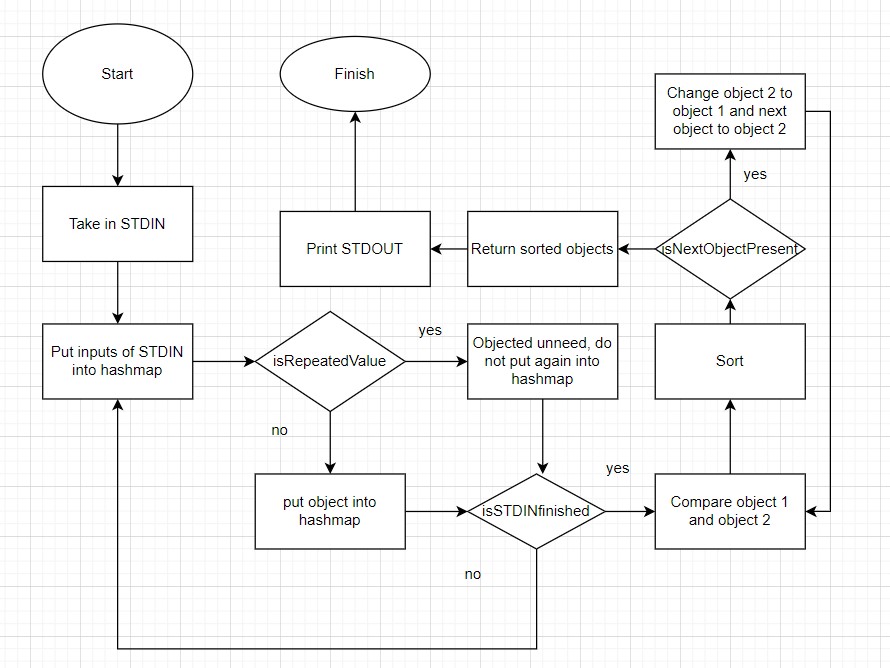 Start
Finish
Change object 2 to
object 1 and next
object to object 2
yes
Take in STDIN
Print STDOUT
Return sorted objects
isNextObjectPresent
Put inputs of STDIN
into hashmap
isRepeatedValue
yes
Objected unneed, do
not put again into
hashmap
Sort
no
yes
put object into
hashmap
isSTDINfinished
Compare object 1
and object 2
no